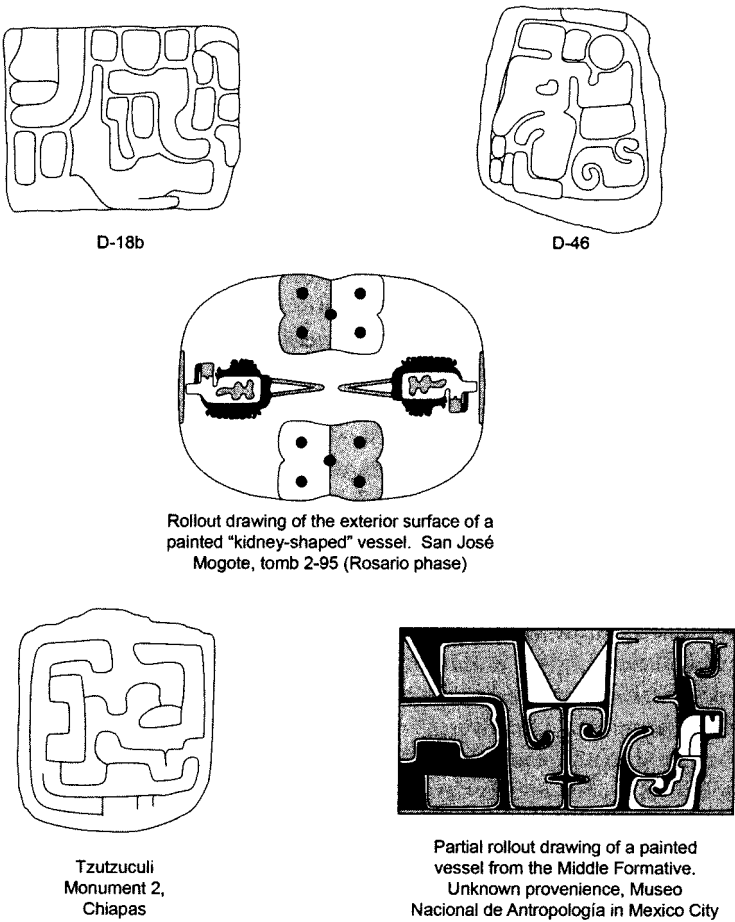 D-18b
D-46
Rollout drawing of the exterior surface of a
painted “kidney-shaped” vessel. San José
Mogote, tomb 2-95 (Rosario phase)
Tzutzuculi
Monument 2,
Chiapas
Partial rollout drawing of a painted
vessel from the Middle Formative.
Unknown provenience, Museo
Nacional de Antropología in Mexico City